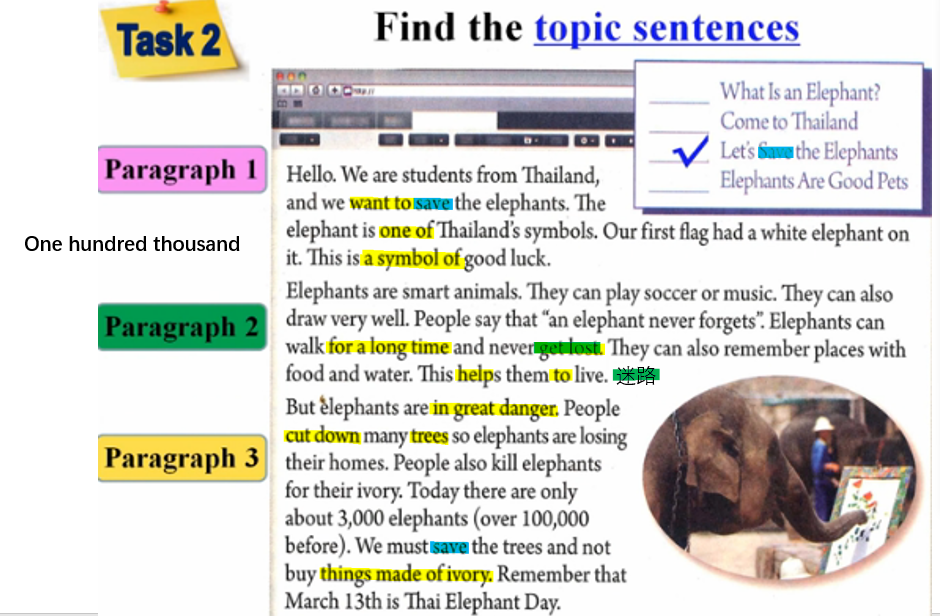 Task 2
Find the topic sentences
http://
What Is an Elephant?
Come to Thailand
Let's Save the Elephants
Elephants Are Good Pets
Paragraph 1
Hello. We are students from Thailand,
and we want to save the elephants. The
elephant is one of Thailand's symbols. Our first flag had a white elephant on
it. This is a symbol of good luck.
One hundred thousand
Paragraph 2
Elephants are smart animals. They can play soccer or music. They can also
draw very well. People say that “an elephant never forgets”. Elephants can
walk for a long time and never get lost. They can also remember places with
food and water. This helps them to live. 迷路
Paragraph 3
But elephants are in great danger. People
cut down many trees so elephants are losing
their homes. People also kill elephants
for their ivory. Today there are only
about 3,000 elephants (over 100,000
before). We must save the trees and not
buy things made of ivory. Remember that
March 13th is Thai Elephant Day.